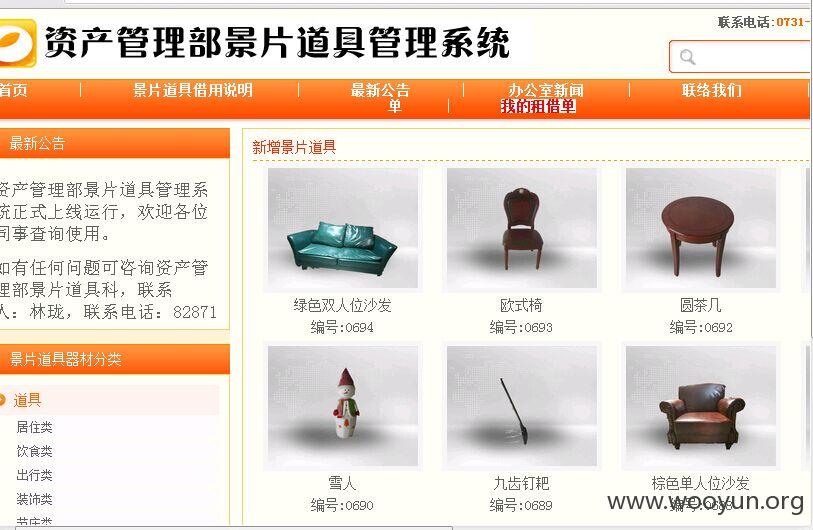 资产管理部景片道具管理系统
联系电话:0731-
首页
景片道具借用说明
最新公告
办公室新闻
联络我们
单
我的租借单
最新公告
资产管理部景片道具管理系
统正式上线运行，欢迎各位
同事查询使用。
如有任何问题可咨询资产管
理部景片道具科，联系
人：林珑，联系电话：82871
景片道具器材分类
道具
居住类
饮食类
出行类
装饰类
新增景片道具
绿色双人位沙发
编号:0694
欧式椅
编号:0693
圆茶几
编号:0692
雪人
编号:0690
九齿钉耙
编号:0689
棕色单人位沙发
编号:0688
www.wooyun.org